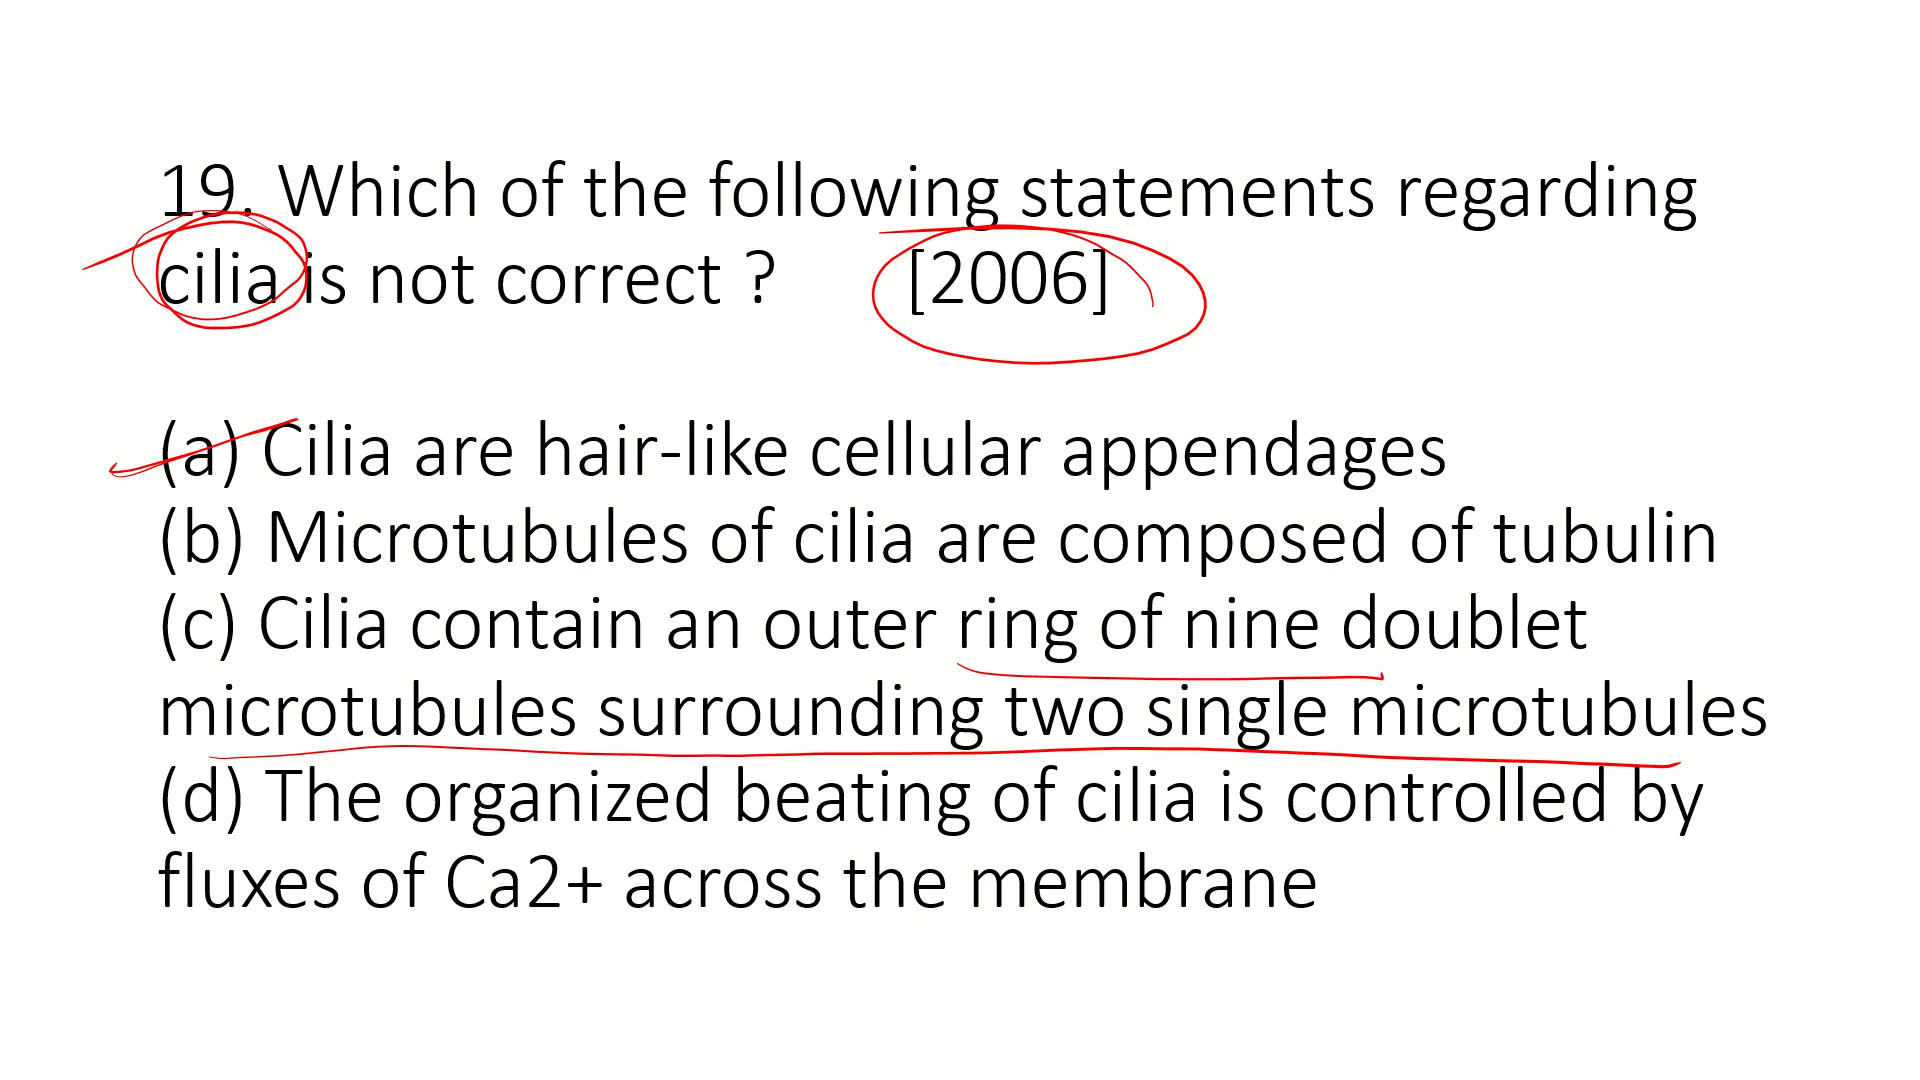 19. Which of the following statements regarding
cilia is not correct ? [2006]
(a) Cilia are hair-like cellular appendages
(b) Microtubules of cilia are composed of tubulin
(c) Cilia contain an outer ring of nine doublet
microtubules surrounding two single microtubules
(d) The organized beating of cilia is controlled by
fluxes of Ca2+ across the membrane